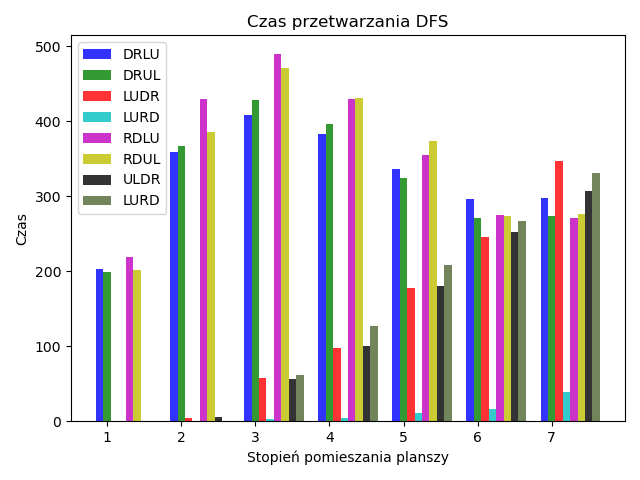 Czas przetwarzania DFS
500
400
300
200
100
0
Czas
DRLU
DRUL
LUDR
LURD
RDLU
RDUL
ULDR
LURD
1 2 3 4 5 6 7
Stopień pomieszania planszy